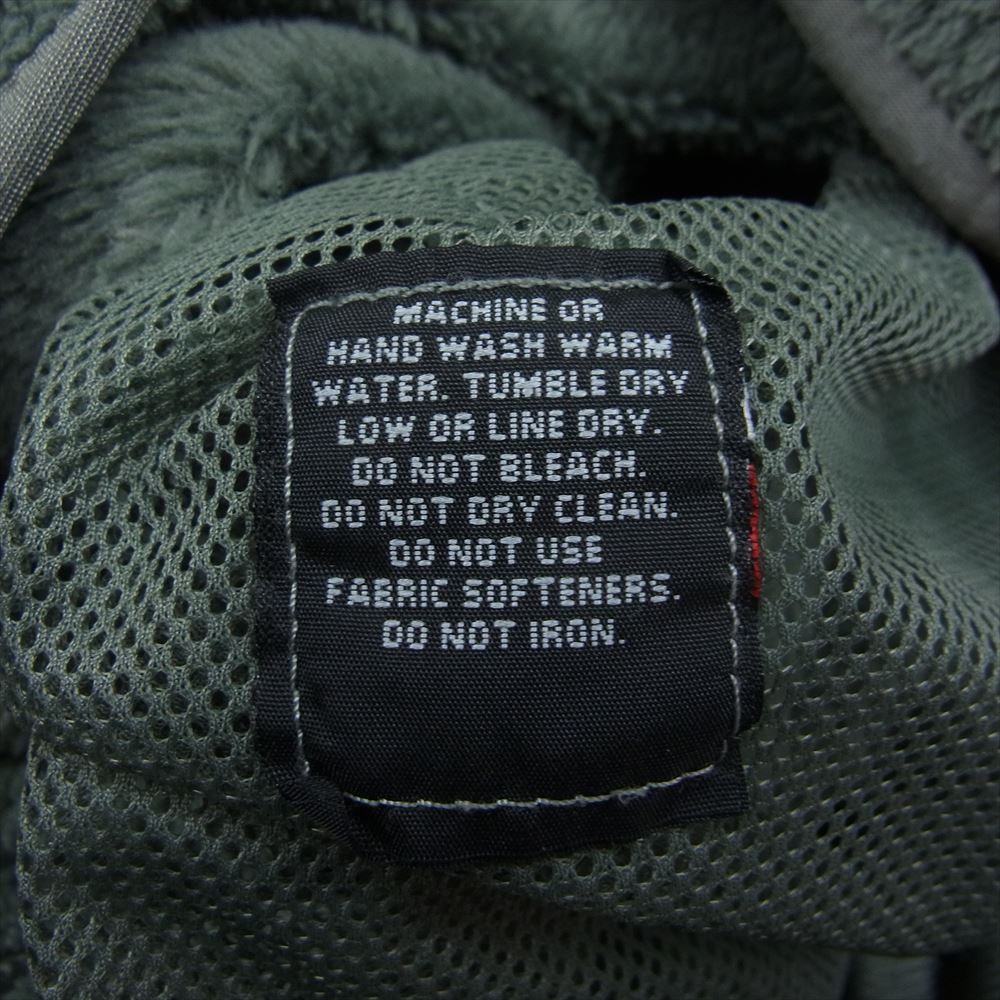 MACHINE OR
HAND WASH WARM
WATER. TUMBLE DRY
LOW OR LINE DRY.
DO NOT BLEACH.
DO NOT DRY CLEAN.
DO NOT USE
FABRIC SOFTENERS.
DO NOT IRON.